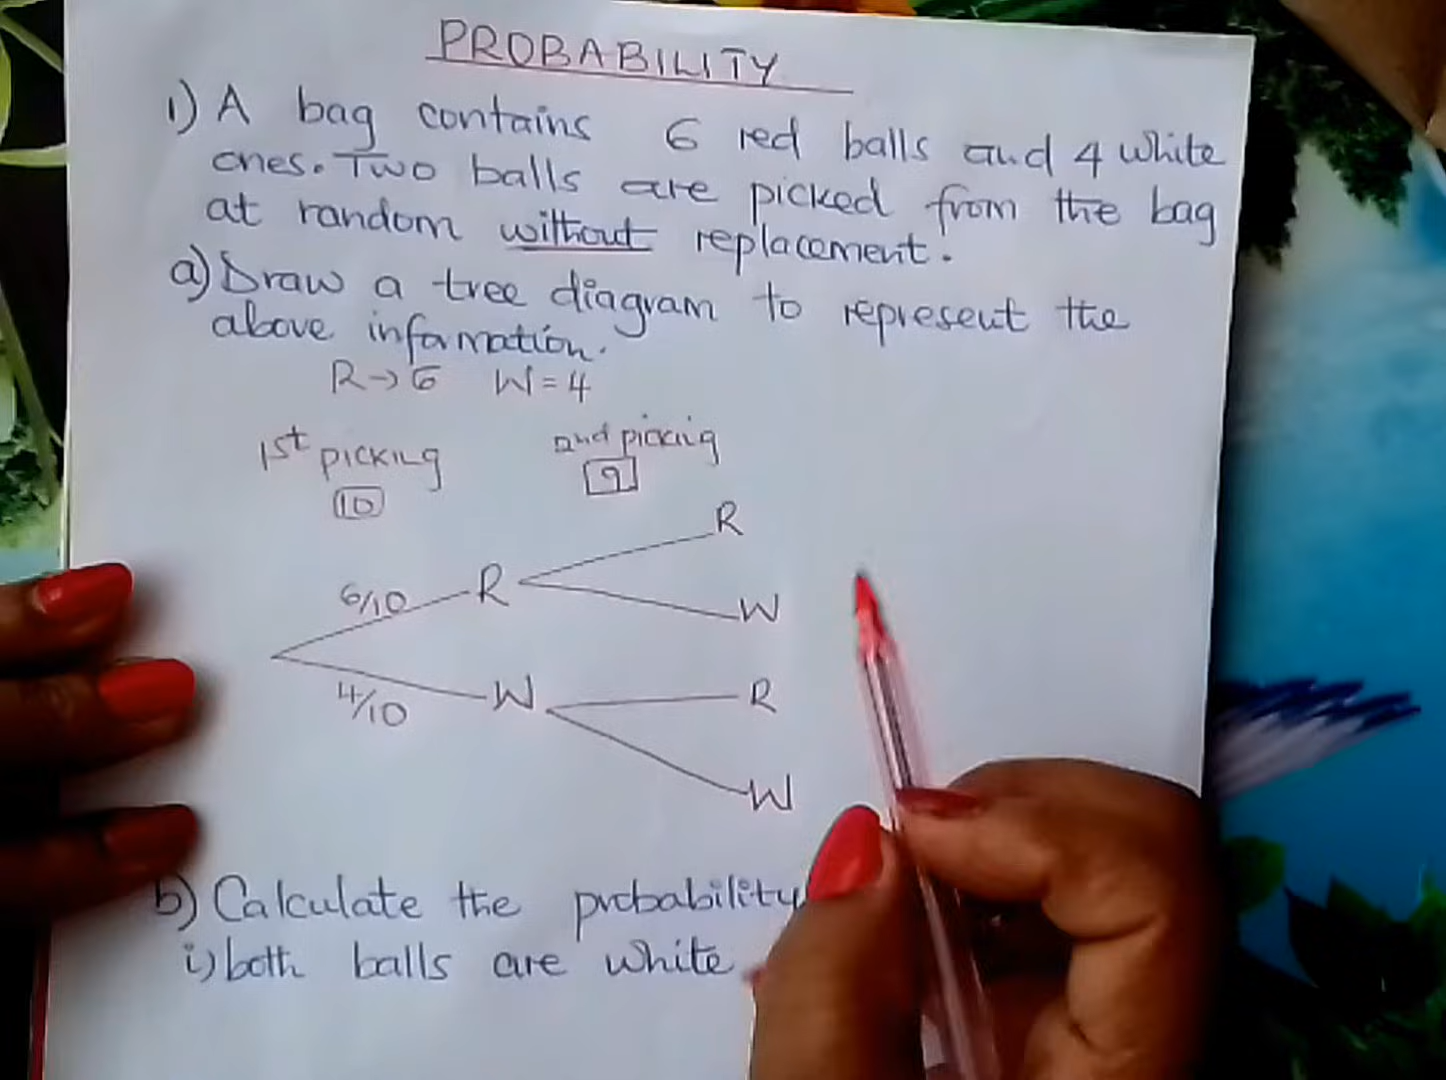 PROBABILITY
1) A bag contains 6 red balls and 4 white
ones. Two balls are picked from the bag
at random without replacement.
a) Draw a tree diagram to represent the
above information.
R→6 W=4
1st picking 2nd picking
10 9
R
6/10 R
W
4/10 W R
W
b) Calculate the probability
i) both balls are white